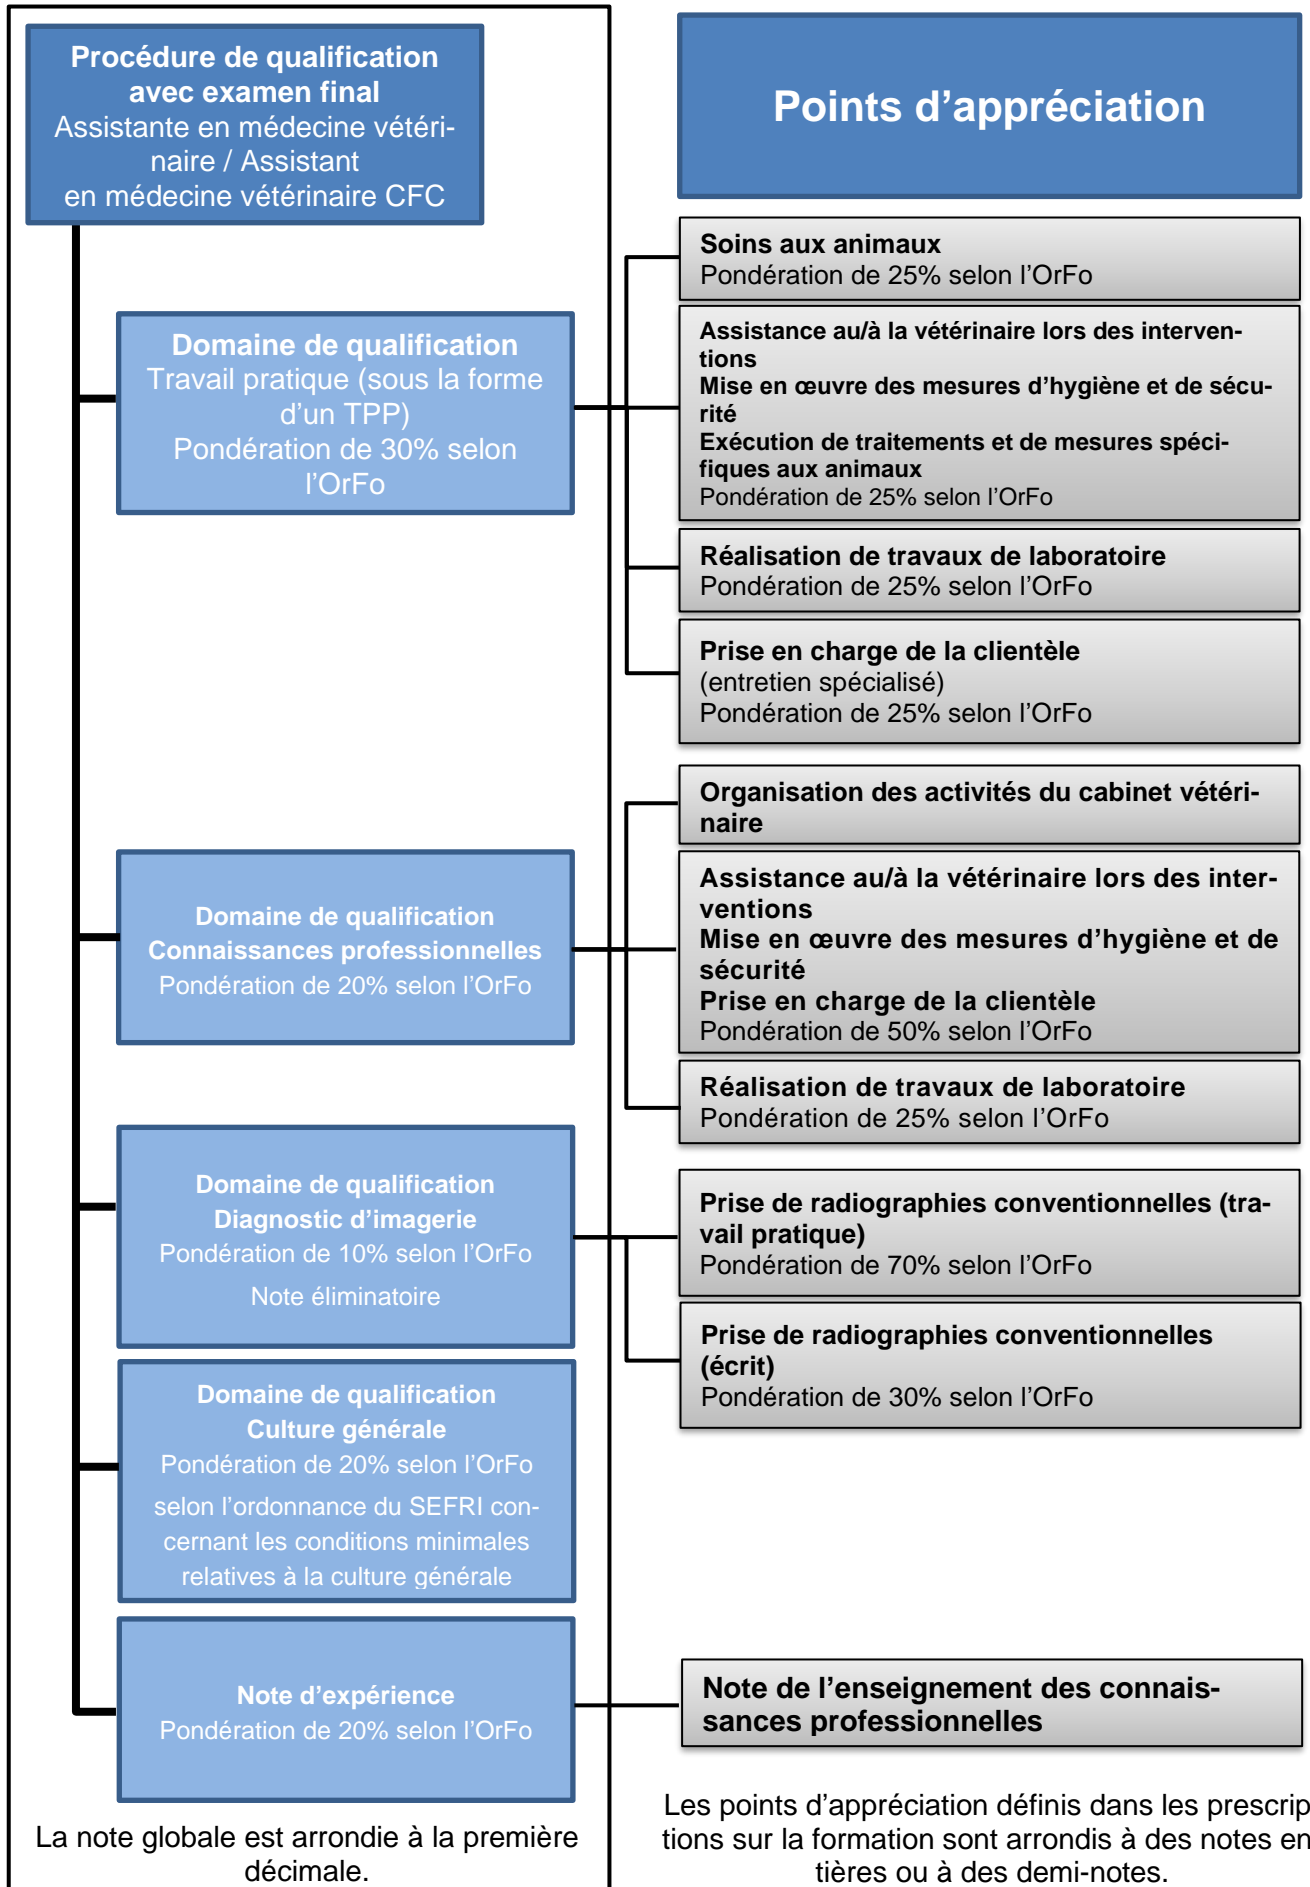 Procédure de qualification
avec examen final
Assistante en médecine vétéri-
naire / Assistant
en médecine vétérinaire CFC
Points d’appréciation
Domaine de qualification
Travail pratique (sous la forme
d’un TPP)
Pondération de 30% selon
l’OrFo
Soins aux animaux
Pondération de 25% selon l’OrFo
Assistance au/à la vétérinaire lors des interven-
tions
Mise en œuvre des mesures d’hygiène et de sécu-
rité
Exécution de traitements et de mesures spéci-
fiques aux animaux
Pondération de 25% selon l’OrFo
Réalisation de travaux de laboratoire
Pondération de 25% selon l’OrFo
Prise en charge de la clientèle
(entretien spécialisé)
Pondération de 25% selon l’OrFo
Domaine de qualification
Connaissances professionnelles
Pondération de 20% selon l’OrFo
Organisation des activités du cabinet vétéri-
naire
Assistance au/à la vétérinaire lors des inter-
ventions
Mise en œuvre des mesures d’hygiène et de
sécurité
Prise en charge de la clientèle
Pondération de 50% selon l’OrFo
Réalisation de travaux de laboratoire
Pondération de 25% selon l’OrFo
Domaine de qualification
Diagnostic d’imagerie
Pondération de 10% selon l’OrFo
Note éliminatoire
Prise de radiographies conventionnelles (tra-
vail pratique)
Pondération de 70% selon l’OrFo
Prise de radiographies conventionnelles
(écrit)
Pondération de 30% selon l’OrFo
Domaine de qualification
Culture générale
Pondération de 20% selon l’OrFo
selon l’ordonnance du SEFRI con-
cernant les conditions minimales
relatives à la culture générale
Note d’expérience
Pondération de 20% selon l’OrFo
Note de l’enseignement des connais-
sances professionnelles
La note globale est arrondie à la première
décimale.
Les points d’appréciation définis dans les prescrip
tions sur la formation sont arrondis à des notes en
tières ou à des demi-notes.